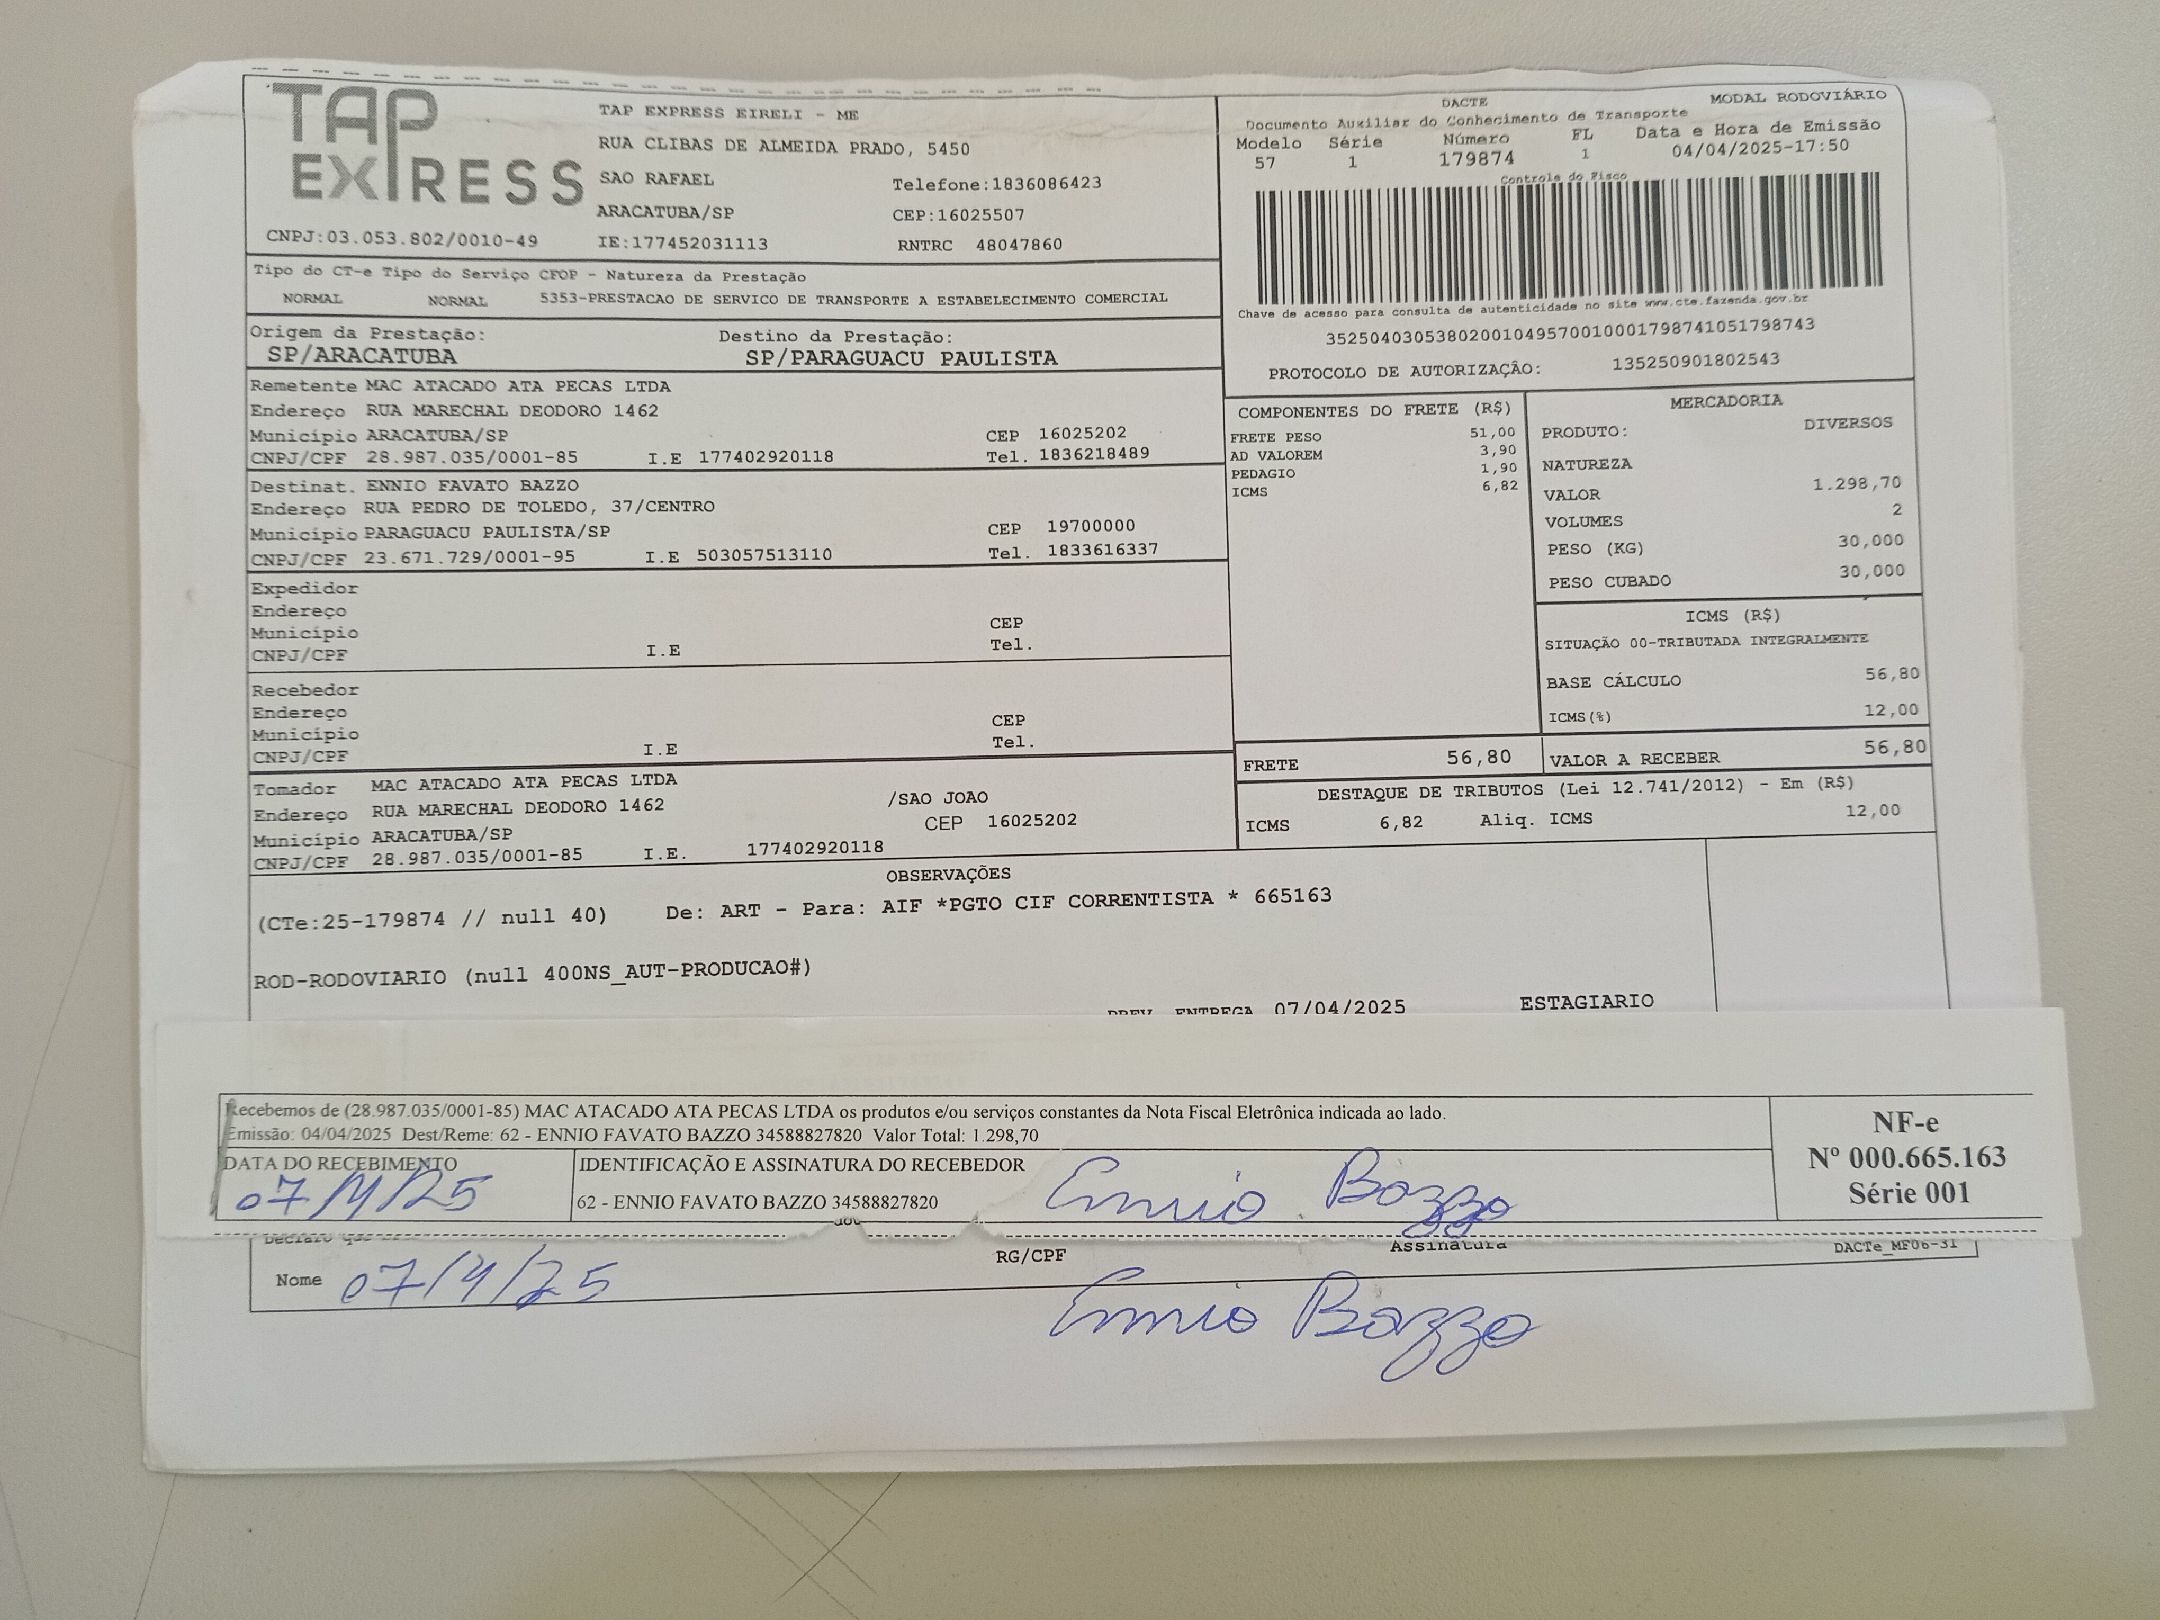 TAP EXPRESS
TAP EXPRESS EIRELI - ME
RUA CLIBAS DE ALMEIDA PRADO, 5450
SAO RAFAEL Telefone:1836086423
ARACATUBA/SP CEP:16025507
CNPJ:03.053.802/0010-49 IE:177452031113 RNTRC 48047860
DACTE MODAL RODOVIÁRIO
Documento Auxiliar do Conhecimento de Transporte
Modelo Série Número FL Data e Hora de Emissão
57 1 179874 1 04/04/2025-17:50
Controle do Fisco
Chave de acesso para consulta de autenticidade no site www.cte.fazenda.gov.br
35250403053802001049570010001798741051798743
PROTOCOLO DE AUTORIZAÇÃO: 135250901802543
Tipo do CT-e Tipo do Serviço CFOP - Natureza da Prestação
NORMAL NORMAL 5353-PRESTACAO DE SERVICO DE TRANSPORTE A ESTABELECIMENTO COMERCIAL
Origem da Prestação: Destino da Prestação:
SP/ARACATUBA SP/PARAGUACU PAULISTA
Remetente MAC ATACADO ATA PECAS LTDA
Endereço RUA MARECHAL DEODORO 1462
Município ARACATUBA/SP CEP 16025202
CNPJ/CPF 28.987.035/0001-85 I.E 177402920118 Tel. 1836218489
Destinat. ENNIO FAVATO BAZZO
Endereço RUA PEDRO DE TOLEDO, 37/CENTRO
Município PARAGUACU PAULISTA/SP CEP 19700000
CNPJ/CPF 23.671.729/0001-95 I.E 503057513110 Tel. 1833616337
Expedidor
Endereço
Município CEP
CNPJ/CPF I.E Tel.
Recebedor
Endereço
Município CEP
CNPJ/CPF I.E Tel.
Tomador MAC ATACADO ATA PECAS LTDA
Endereço RUA MARECHAL DEODORO 1462 /SAO JOAO
Município ARACATUBA/SP CEP 16025202
CNPJ/CPF 28.987.035/0001-85 I.E. 177402920118
COMPONENTES DO FRETE (R$)
FRETE PESO 51,00
AD VALOREM 3,90
PEDAGIO 1,90
ICMS 6,82
MERCADORIA
PRODUTO: DIVERSOS
NATUREZA
VALOR 1.298,70
VOLUMES 2
PESO (KG) 30,000
PESO CUBADO 30,000
ICMS (R$)
SITUAÇÃO 00-TRIBUTADA INTEGRALMENTE
BASE CÁLCULO 56,80
ICMS(%) 12,00
FRETE 56,80 VALOR A RECEBER 56,80
DESTAQUE DE TRIBUTOS (Lei 12.741/2012) - Em (R$)
ICMS 6,82 Aliq. ICMS 12,00
OBSERVAÇÕES
(CTe:25-179874 // null 40) De: ART - Para: AIF *PGTO CIF CORRENTISTA * 665163
ROD-RODOVIARIO (null 400NS_AUT-PRODUCAO#)
PREV. ENTREGA 07/04/2025 ESTAGIARIO
Recebemos de (28.987.035/0001-85) MAC ATACADO ATA PECAS LTDA os produtos e/ou serviços constantes da Nota Fiscal Eletrônica indicada ao lado.
Emissão: 04/04/2025 Dest/Reme: 62 - ENNIO FAVATO BAZZO 34588827820 Valor Total: 1.298,70
DATA DO RECEBIMENTO IDENTIFICAÇÃO E ASSINATURA DO RECEBEDOR
07/4/25 62 - ENNIO FAVATO BAZZO 34588827820 Ennio Bazzo
NF-e
Nº 000.665.163
Série 001
Declaro que
RG/CPF Assinatura DACTe_MF06-31
Nome 07/4/25 Ennio Bazzo